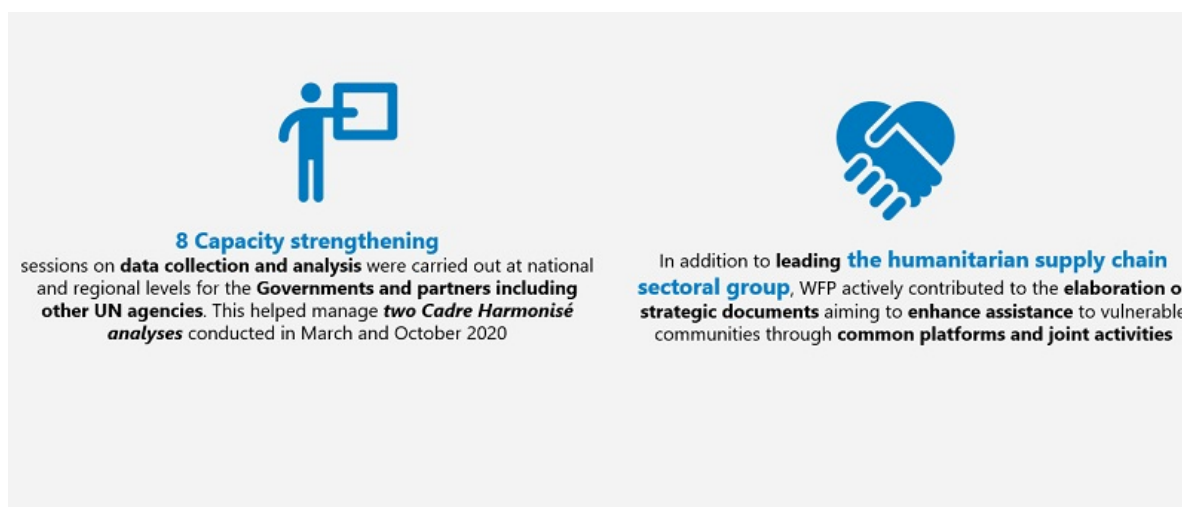 8 Capacity strengthening
sessions on data collection and analysis were carried out at national
and regional levels for the Governments and partners including
other UN agencies. This helped manage two Cadre Harmonisé
analyses conducted in March and October 2020
In addition to leading the humanitarian supply chain
sectoral group, WFP actively contributed to the elaboration o
strategic documents aiming to enhance assistance to vulnerable
communities through common platforms and joint activities